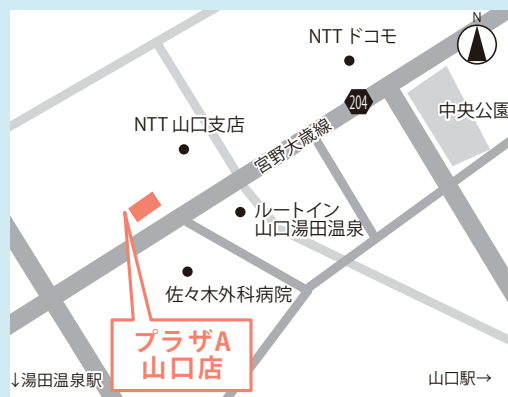 N
NTT ドコモ
204
中央公園
NTT 山口支店
宮野大歳線
ルートイン
山口湯田温泉
佐々木外科病院
プラザA
山口店
↓湯田温泉駅
山口駅→